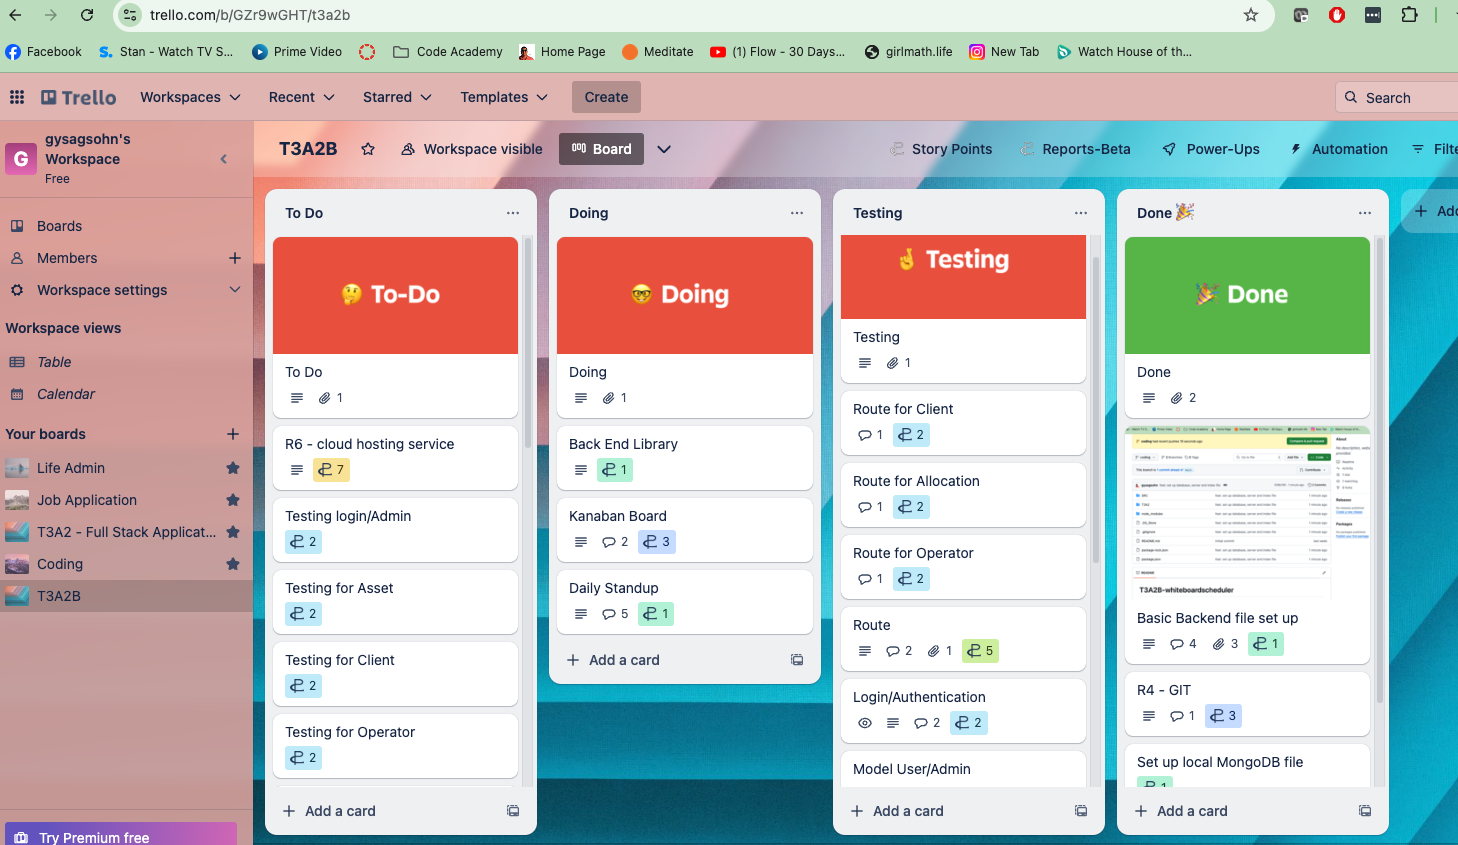 trello.com/b/GZr9wGHT/t3a2b
Facebook
Stan - Watch TV S...
Prime Video
Code Academy
Home Page
Meditate
(1) Flow - 30 Days...
girlmath.life
New Tab
Watch House of th...
Trello
Workspaces
Recent
Starred
Templates
Create
Search
G
gysagsohn's
Workspace
Free
T3A2B
Workspace visible
Board
Story Points
Reports-Beta
Power-Ups
Automation
Filte
Boards
Members
Workspace settings
Workspace views
Table
Calendar
Your boards
Life Admin
Job Application
T3A2 - Full Stack Applicat...
Coding
T3A2B
Try Premium free
To Do
🤔 To-Do
To Do
1
R6 - cloud hosting service
7
Testing login/Admin
2
Testing for Asset
2
Testing for Client
2
Testing for Operator
2
+ Add a card
Doing
🤓 Doing
Doing
1
Back End Library
1
Kanaban Board
2 3
Daily Standup
5 1
+ Add a card
Testing
🤞 Testing
Testing
1
Route for Client
1 2
Route for Allocation
1 2
Route for Operator
1 2
Route
2 1 5
Login/Authentication
2 2
Model User/Admin
+ Add a card
Done 🎉
🎉 Done
Done
2
T3A2B-whiteboardscheduler
Basic Backend file set up
4 3 1
R4 - GIT
1 3
Set up local MongoDB file
1
+ Add a card
+ Add